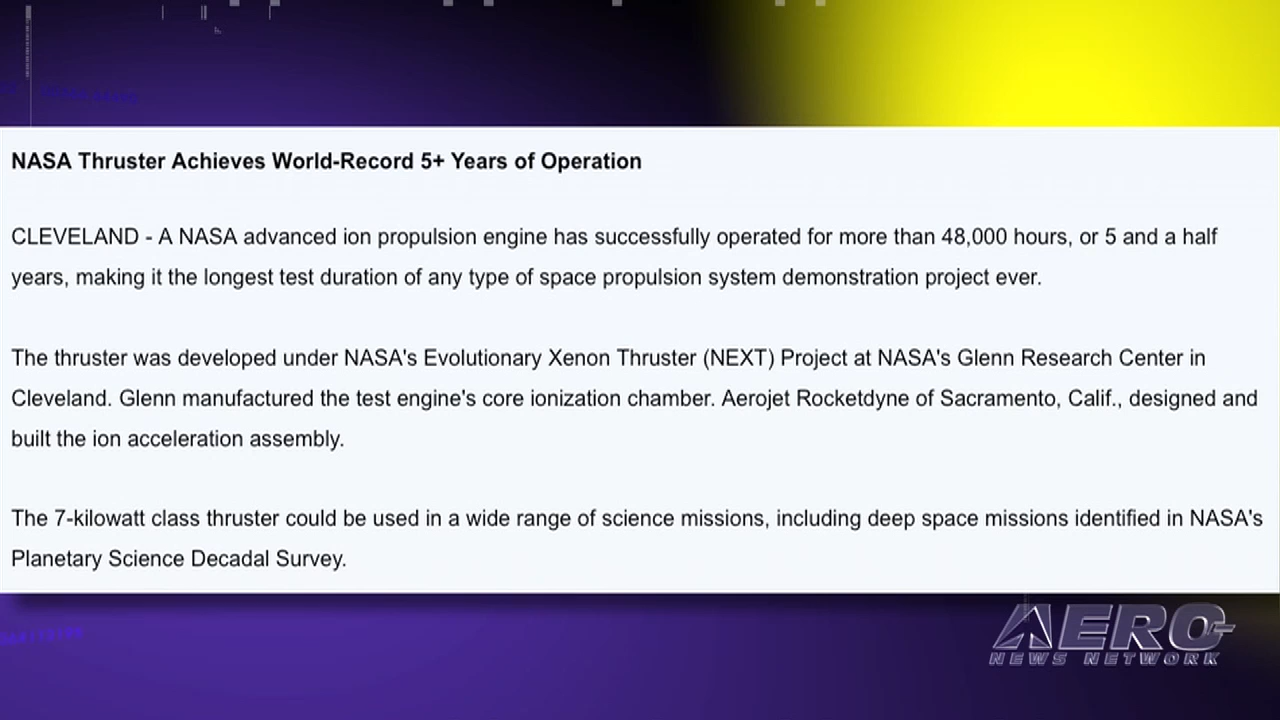 NASA Thruster Achieves World-Record 5+ Years of Operation
CLEVELAND - A NASA advanced ion propulsion engine has successfully operated for more than 48,000 hours, or 5 and a half
years, making it the longest test duration of any type of space propulsion system demonstration project ever.
The thruster was developed under NASA's Evolutionary Xenon Thruster (NEXT) Project at NASA's Glenn Research Center in
Cleveland. Glenn manufactured the test engine's core ionization chamber. Aerojet Rocketdyne of Sacramento, Calif., designed and
built the ion acceleration assembly.
The 7-kilowatt class thruster could be used in a wide range of science missions, including deep space missions identified in NASA's
Planetary Science Decadal Survey.
AERO-
NEWS NETWORK